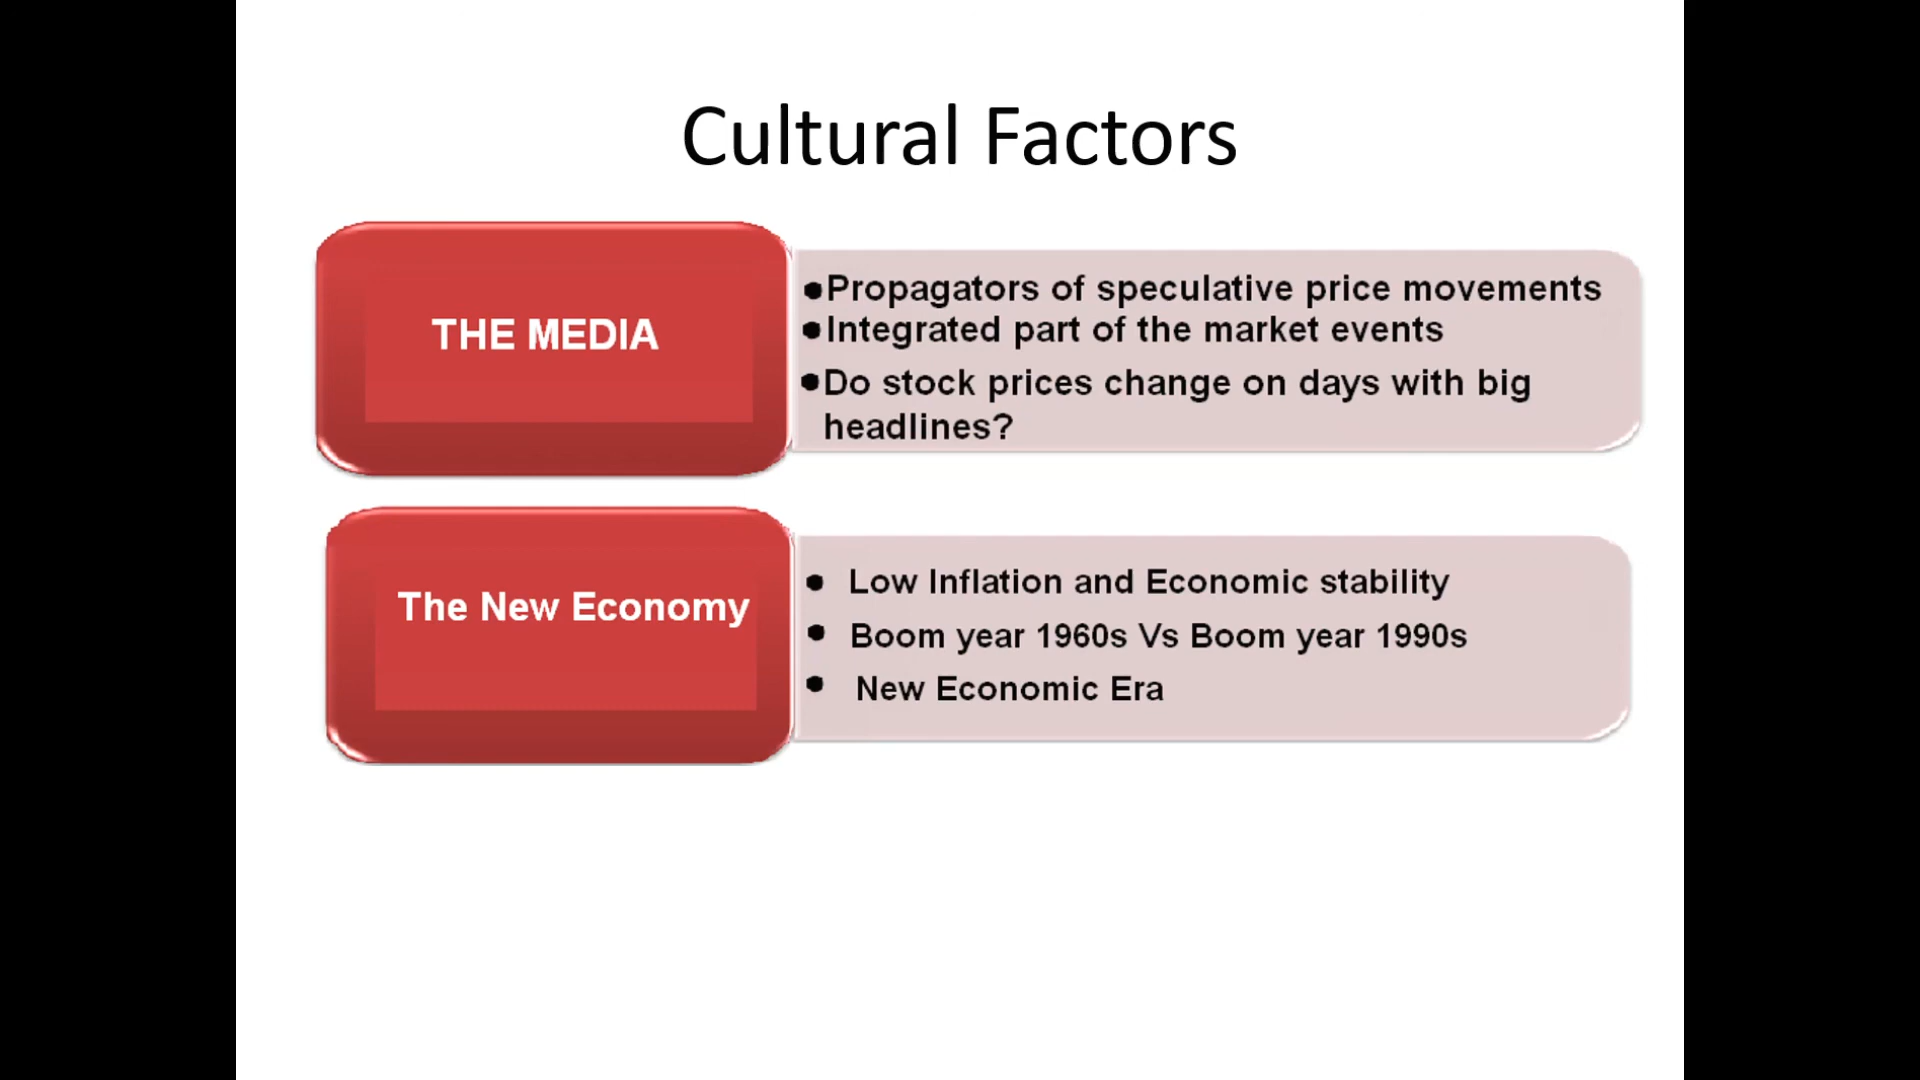 Cultural Factors
THE MEDIA
●Propagators of speculative price movements
●Integrated part of the market events
●Do stock prices change on days with big
headlines?
The New Economy
● Low Inflation and Economic stability
● Boom year 1960s Vs Boom year 1990s
● New Economic Era